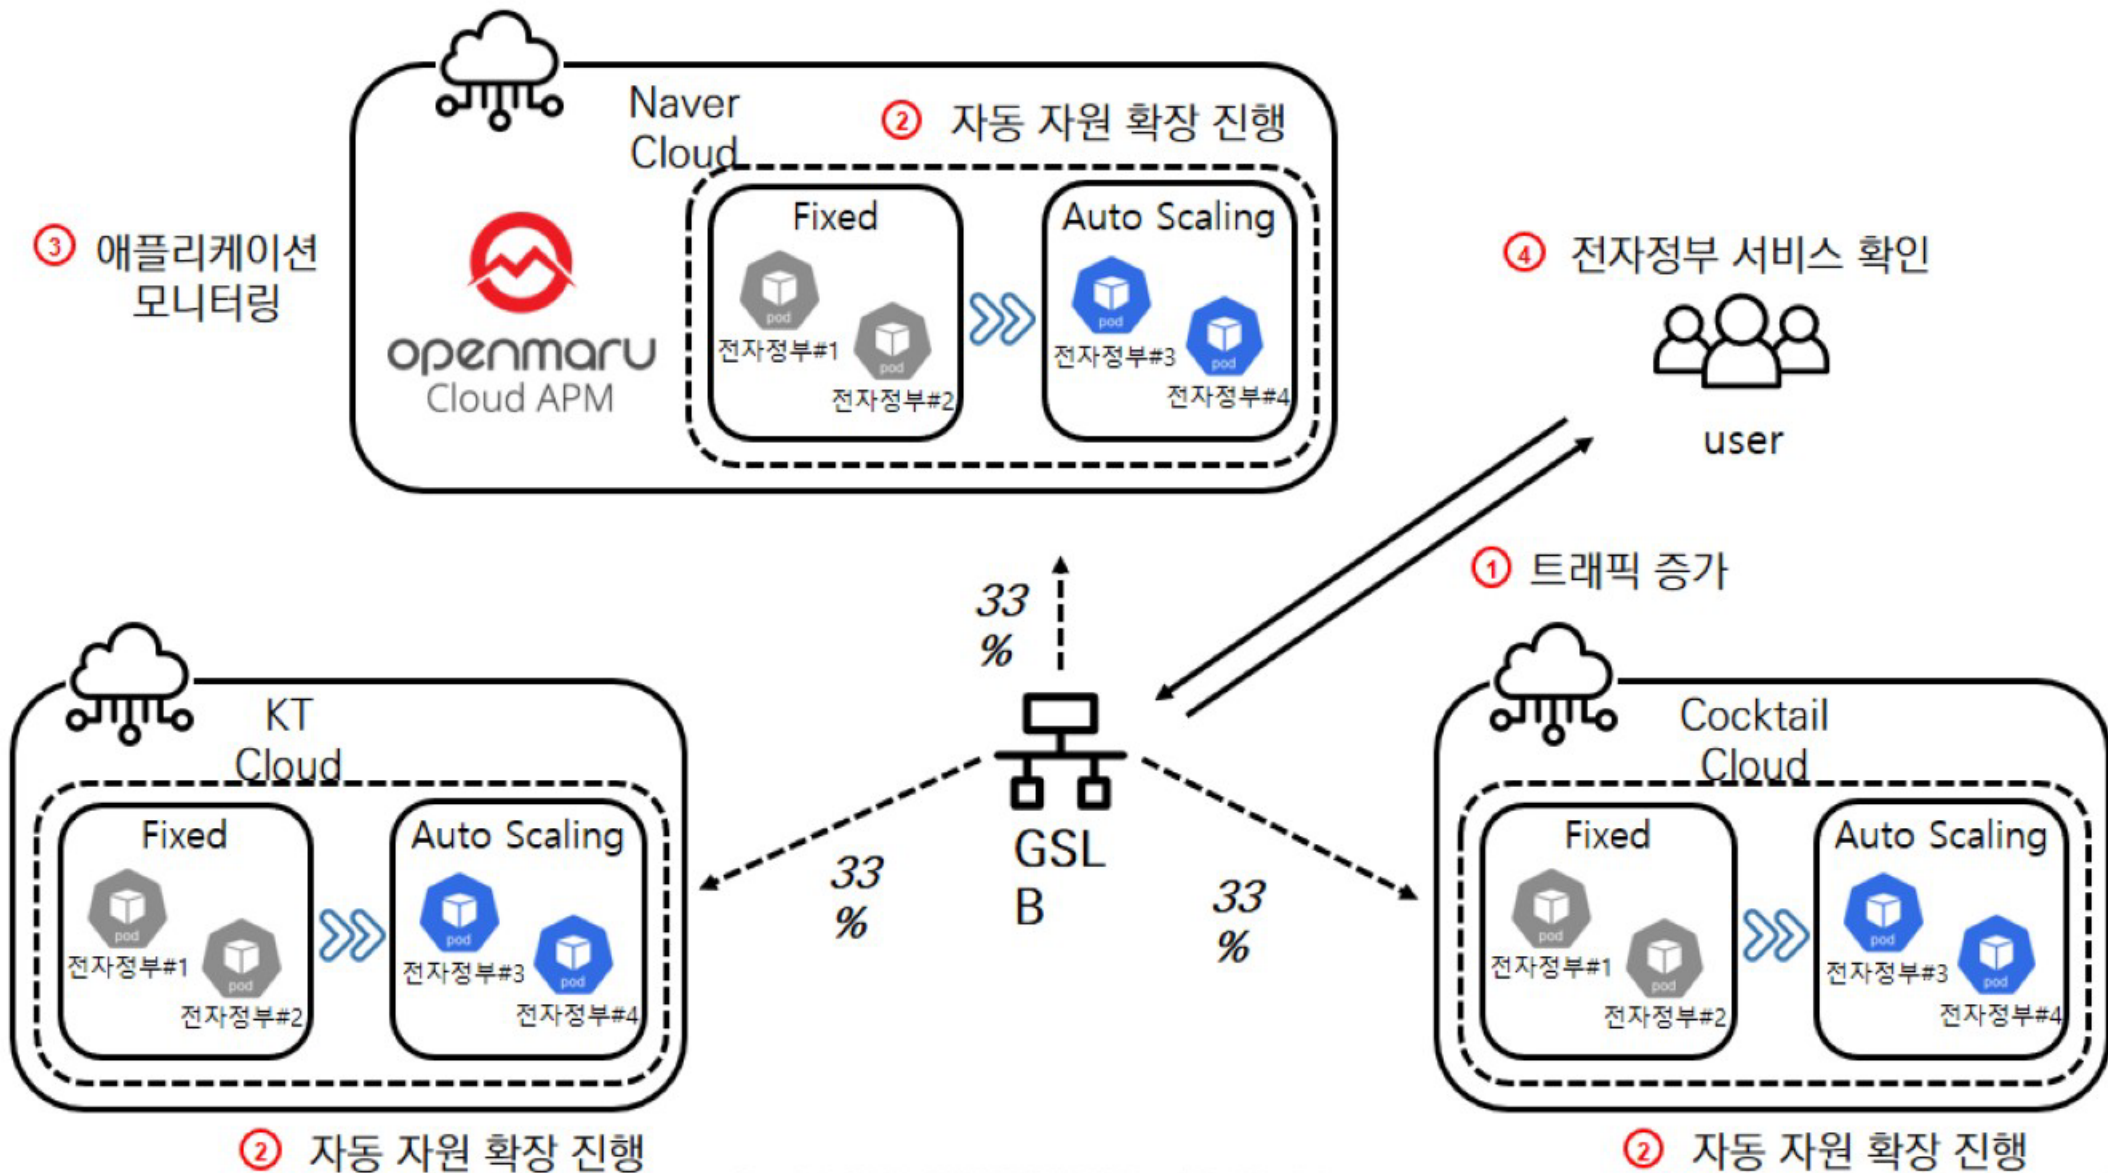 Naver
Cloud
② 자동 자원 확장 진행
Fixed
Auto Scaling
pod
전자정부#1
pod
전자정부#2
pod
전자정부#3
pod
전자정부#4
③ 애플리케이션
모니터링
openmaru
Cloud APM
④ 전자정부 서비스 확인
user
① 트래픽 증가
33
%
KT
Cloud
Fixed
Auto Scaling
pod
전자정부#1
pod
전자정부#2
pod
전자정부#3
pod
전자정부#4
② 자동 자원 확장 진행
33
%
GSL
B
33
%
Cocktail
Cloud
Fixed
Auto Scaling
pod
전자정부#1
pod
전자정부#2
pod
전자정부#3
pod
전자정부#4
② 자동 자원 확장 진행